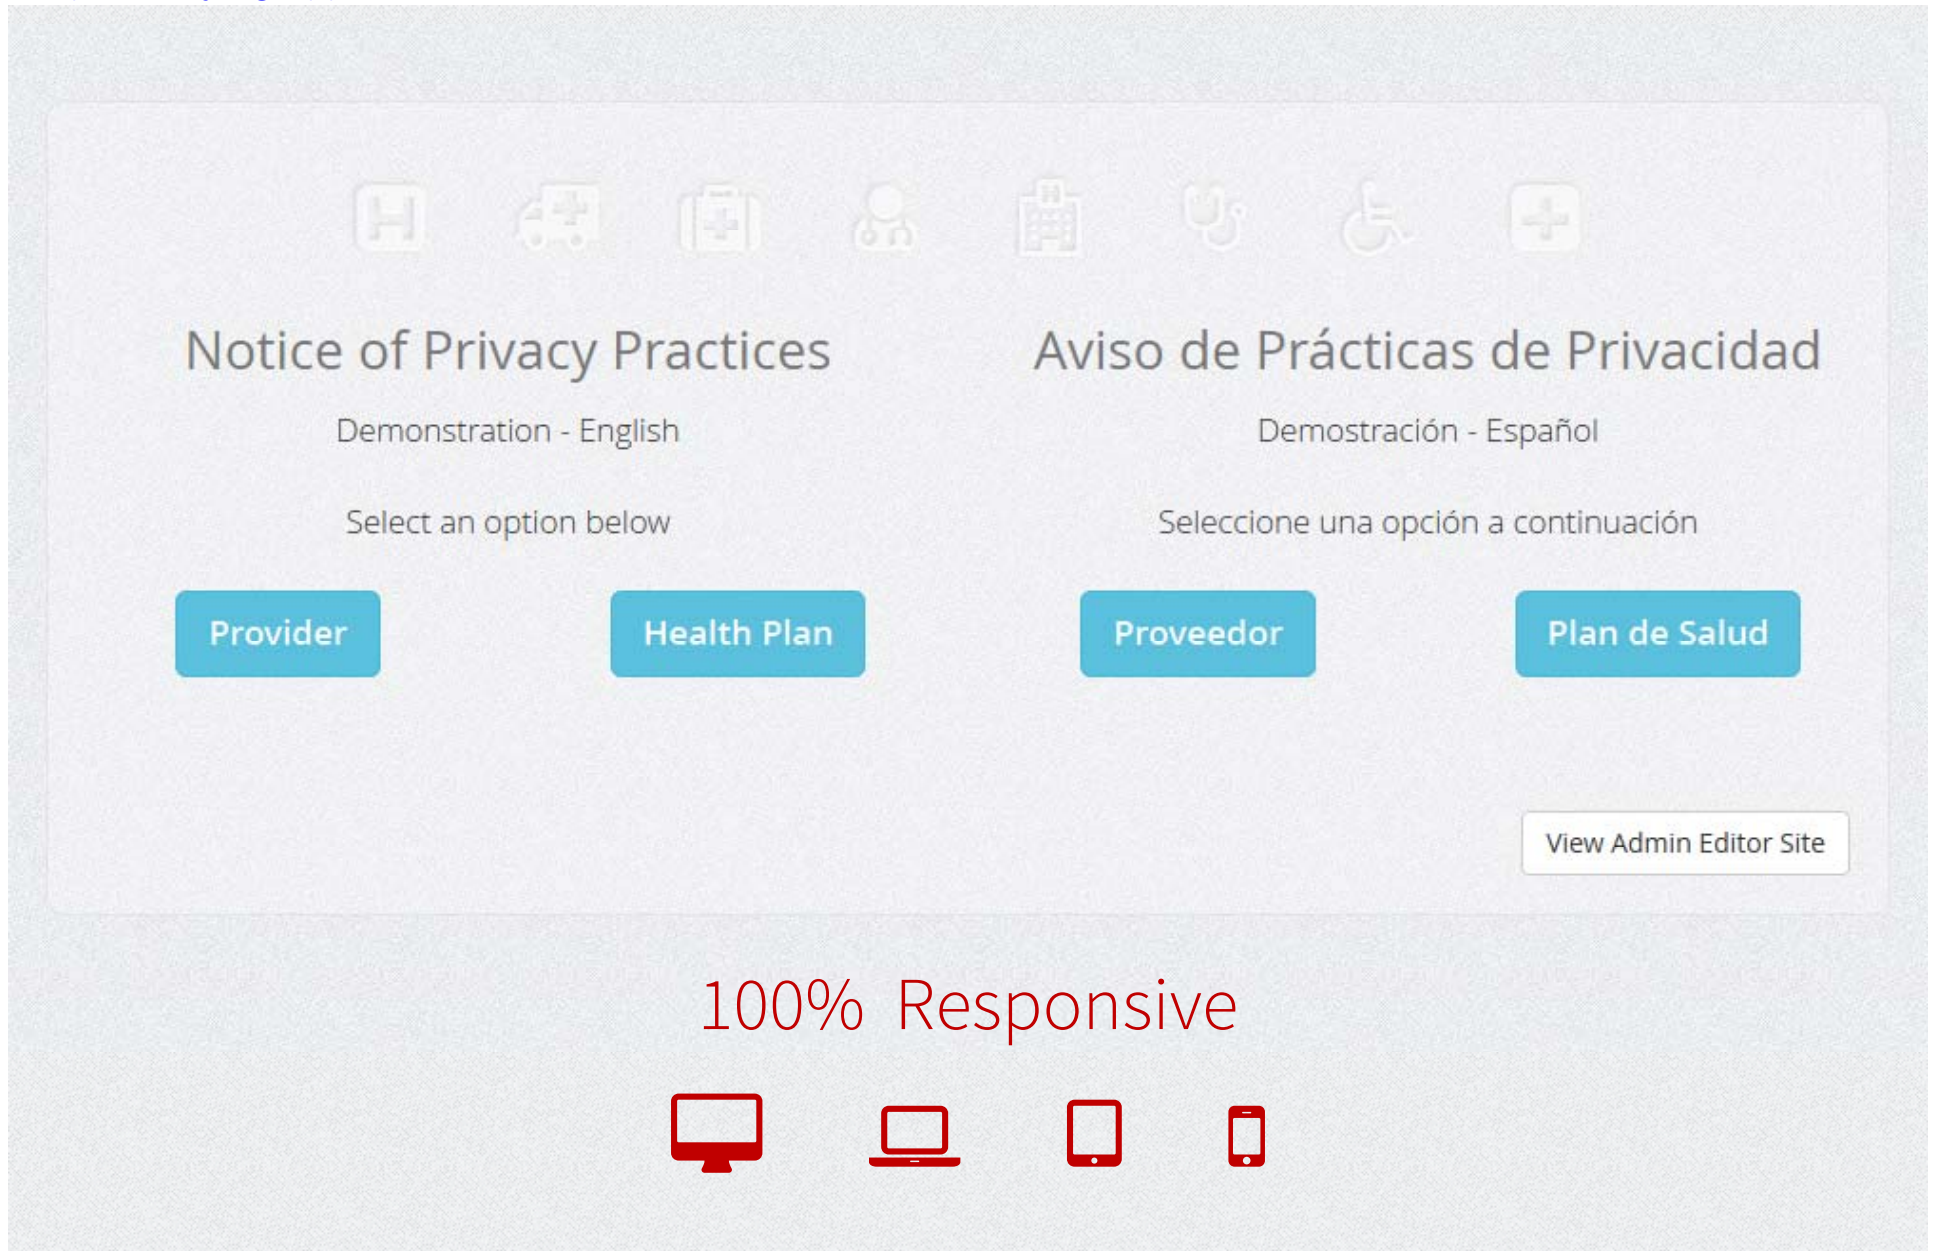 Notice of Privacy Practices
Demonstration - English
Select an option below
Provider
Health Plan
Aviso de Prácticas de Privacidad
Demostración - Español
Seleccione una opción a continuación
Proveedor
Plan de Salud
View Admin Editor Site
100% Responsive